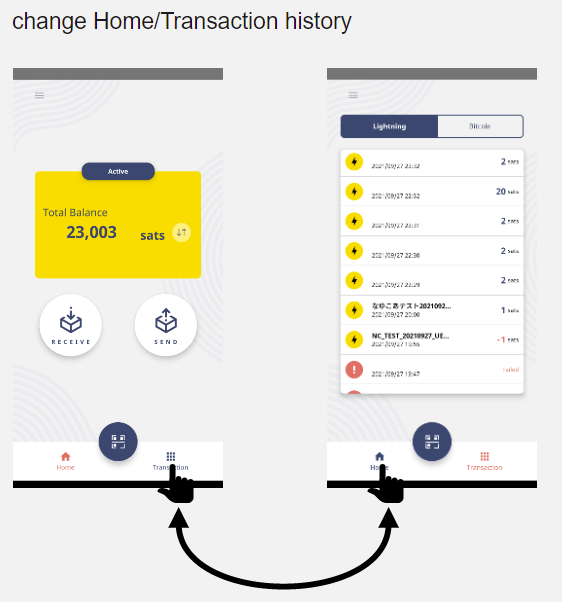 change Home/Transaction history
Active
Total Balance
23,003 sats
RECEIVE
SEND
Home
Transaction
Lightning
Bitcoin
2 sats
2021/09/27 22:32
20 sats
2021/09/27 22:32
2 sats
2021/09/27 22:31
2 sats
2021/09/27 22:30
2 sats
2021/09/27 22:29
なゆこあテスト2021092...
1 sats
2021/09/27 20:00
NC_TEST_20210927_UE...
-1 sats
2021/09/27 19:55
Failed
2021/09/27 19:47
Home
Transaction